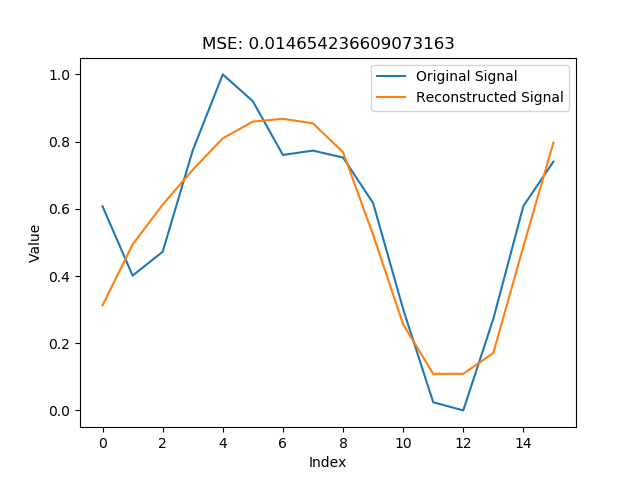 MSE: 0.014654236609073163
Original Signal
Reconstructed Signal
1.0
0.8
0.6
0.4
0.2
0.0
Value
0 2 4 6 8 10 12 14
Index